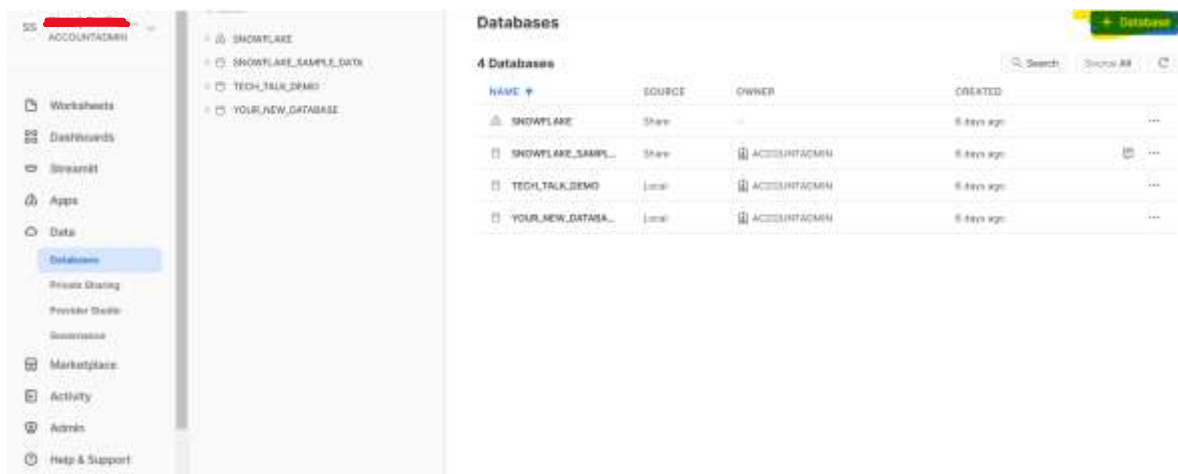 SS
ACCOUNTADMIN
Worksheets
Dashboards
Streamlit
Apps
Data
Databases
Private Sharing
Provider Studio
Governance
Marketplace
Activity
Admin
Help & Support
SNOWFLAKE
SNOWFLAKE_SAMPLE_DATA
TECH_TALK_DEMO
YOUR_NEW_DATABASE
Databases
+ Database
4 Databases
Search
Source All
NAME SOURCE OWNER CREATED
SNOWFLAKE Share - 6 days ago ...
SNOWFLAKE_SAMPL... Share ACCOUNTADMIN 6 days ago ...
TECH_TALK_DEMO Local ACCOUNTADMIN 6 days ago ...
YOUR_NEW_DATABA... Local ACCOUNTADMIN 6 days ago ...